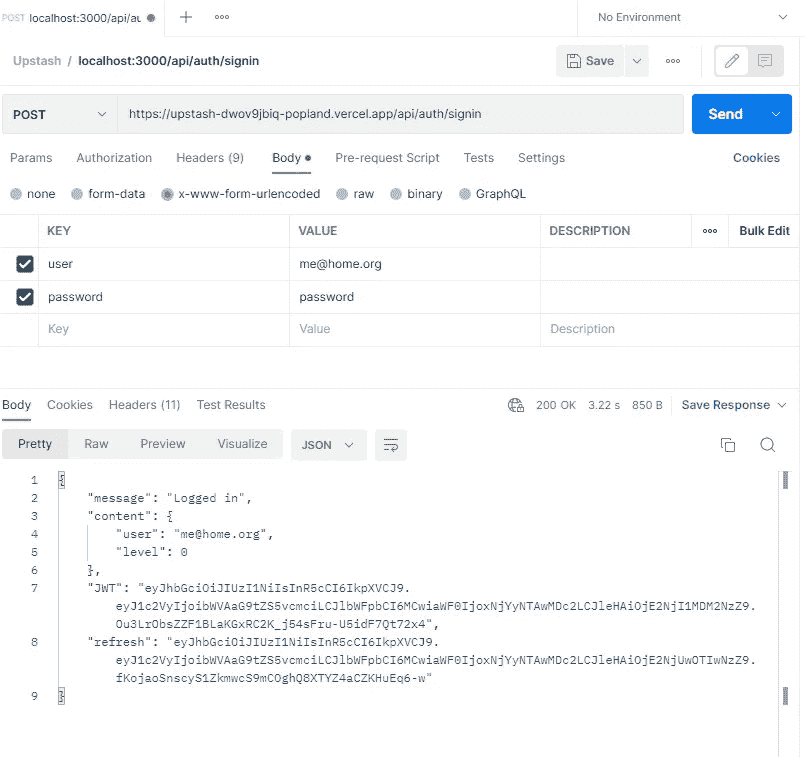 POST localhost:3000/api/au
No Environment
Upstash / localhost:3000/api/auth/signin
Save
POST https://upstash-dwov9jbiq-popland.vercel.app/api/auth/signin Send
Params Authorization Headers (9) Body Pre-request Script Tests Settings Cookies
none form-data x-www-form-urlencoded raw binary GraphQL
KEY VALUE DESCRIPTION Bulk Edit
user me@home.org
password password
Key Value Description
Body Cookies Headers (11) Test Results 200 OK 3.22 s 850 B Save Response
Pretty Raw Preview Visualize JSON
1 {
2 "message": "Logged in",
3 "content": {
4 "user": "me@home.org",
5 "level": 0
6 },
7 "JWT": "eyJhbGciOiJIUzI1NiIsInR5cCI6IkpXVCJ9.
eyJ1c2VyIjoibWVAaG9tZS5vcmciLCJlbWFpbCI6MCwiaWF0IjoxNjYyNTAwMDc2LCJleHAiOjE2NjI1MDM2NzZ9.
Ou3LrObsZZF1BLaKGxRC2K_j54sFru-U5idF7Qt72x4",
8 "refresh": "eyJhbGciOiJIUzI1NiIsInR5cCI6IkpXVCJ9.
eyJ1c2VyIjoibWVAaG9tZS5vcmciLCJlbWFpbCI6MCwiaWF0IjoxNjYyNTAwMDc2LCJleHAiOjE2NjUwOTIwNzZ9.
fKojaoSnscyS1ZkmwcS9mCOghQ8XTYZ4aCZKHuEq6-w"
9 }